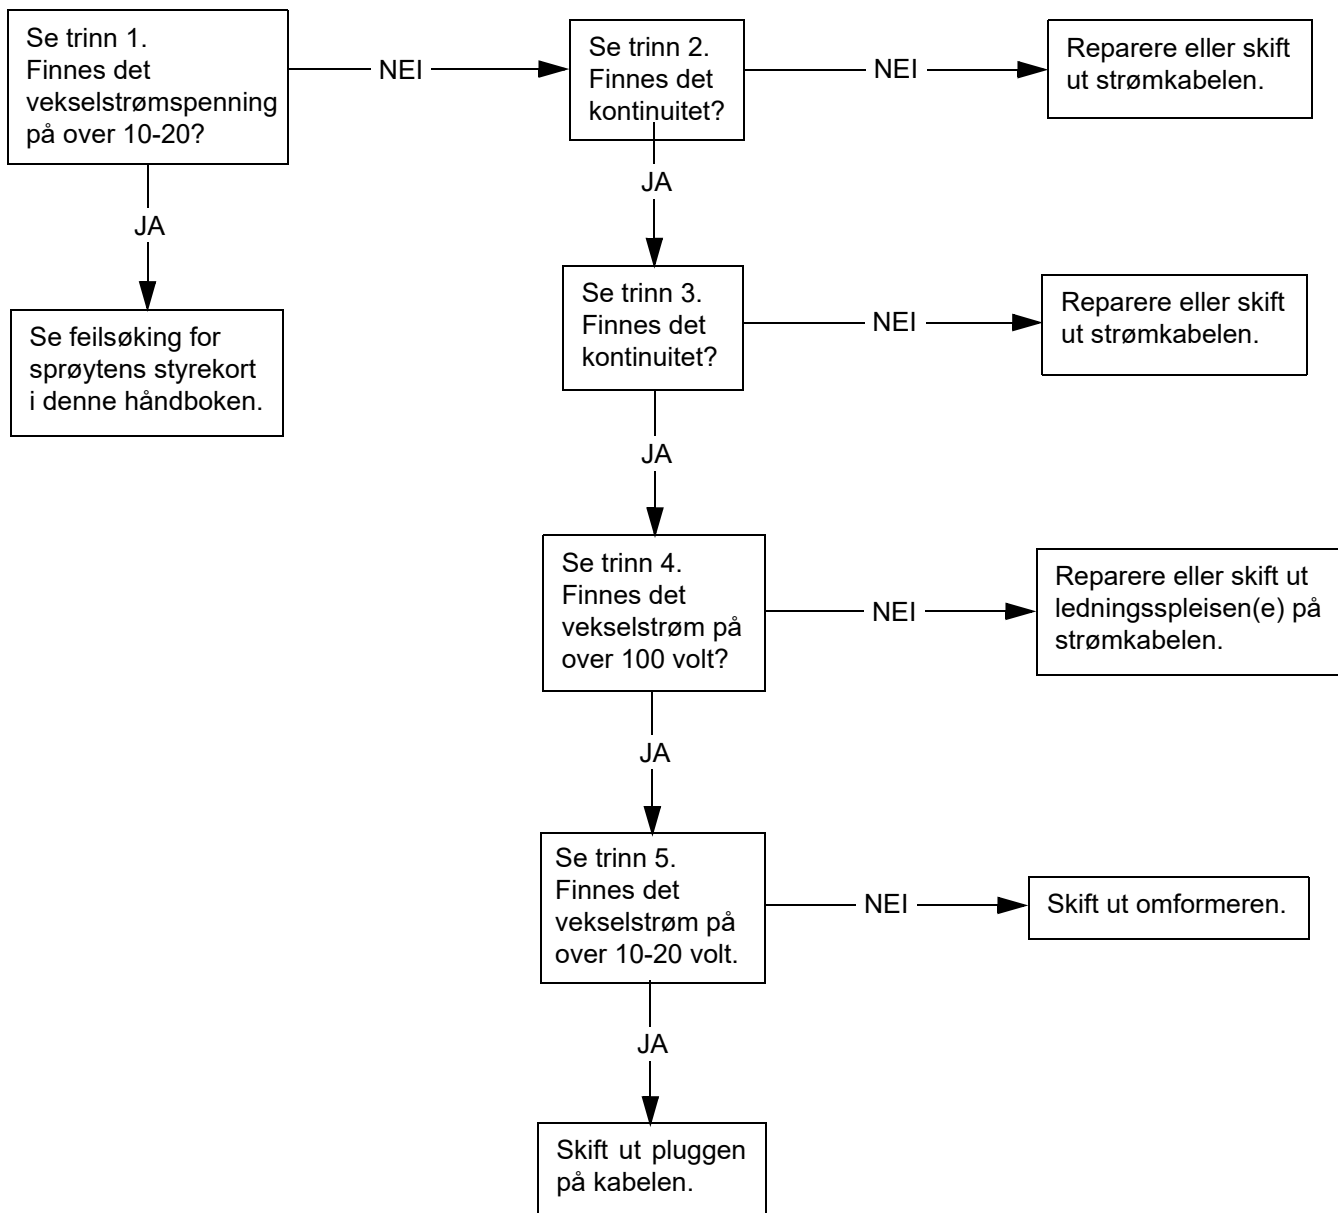 Se trinn 1.
Finnes det
vekselstrømspenning
på over 10-20?
NEI
Se trinn 2.
Finnes det
kontinuitet?
NEI
Reparere eller skift
ut strømkabelen.
JA
JA
Se feilsøking for
sprøytens styrekort
i denne håndboken.
Se trinn 3.
Finnes det
kontinuitet?
NEI
Reparere eller skift
ut strømkabelen.
JA
Se trinn 4.
Finnes det
vekselstrøm på
over 100 volt?
NEI
Reparere eller skift ut
ledningsspleisen(e) på
strømkabelen.
JA
Se trinn 5.
Finnes det
vekselstrøm på
over 10-20 volt.
NEI
Skift ut omformeren.
JA
Skift ut pluggen
på kabelen.